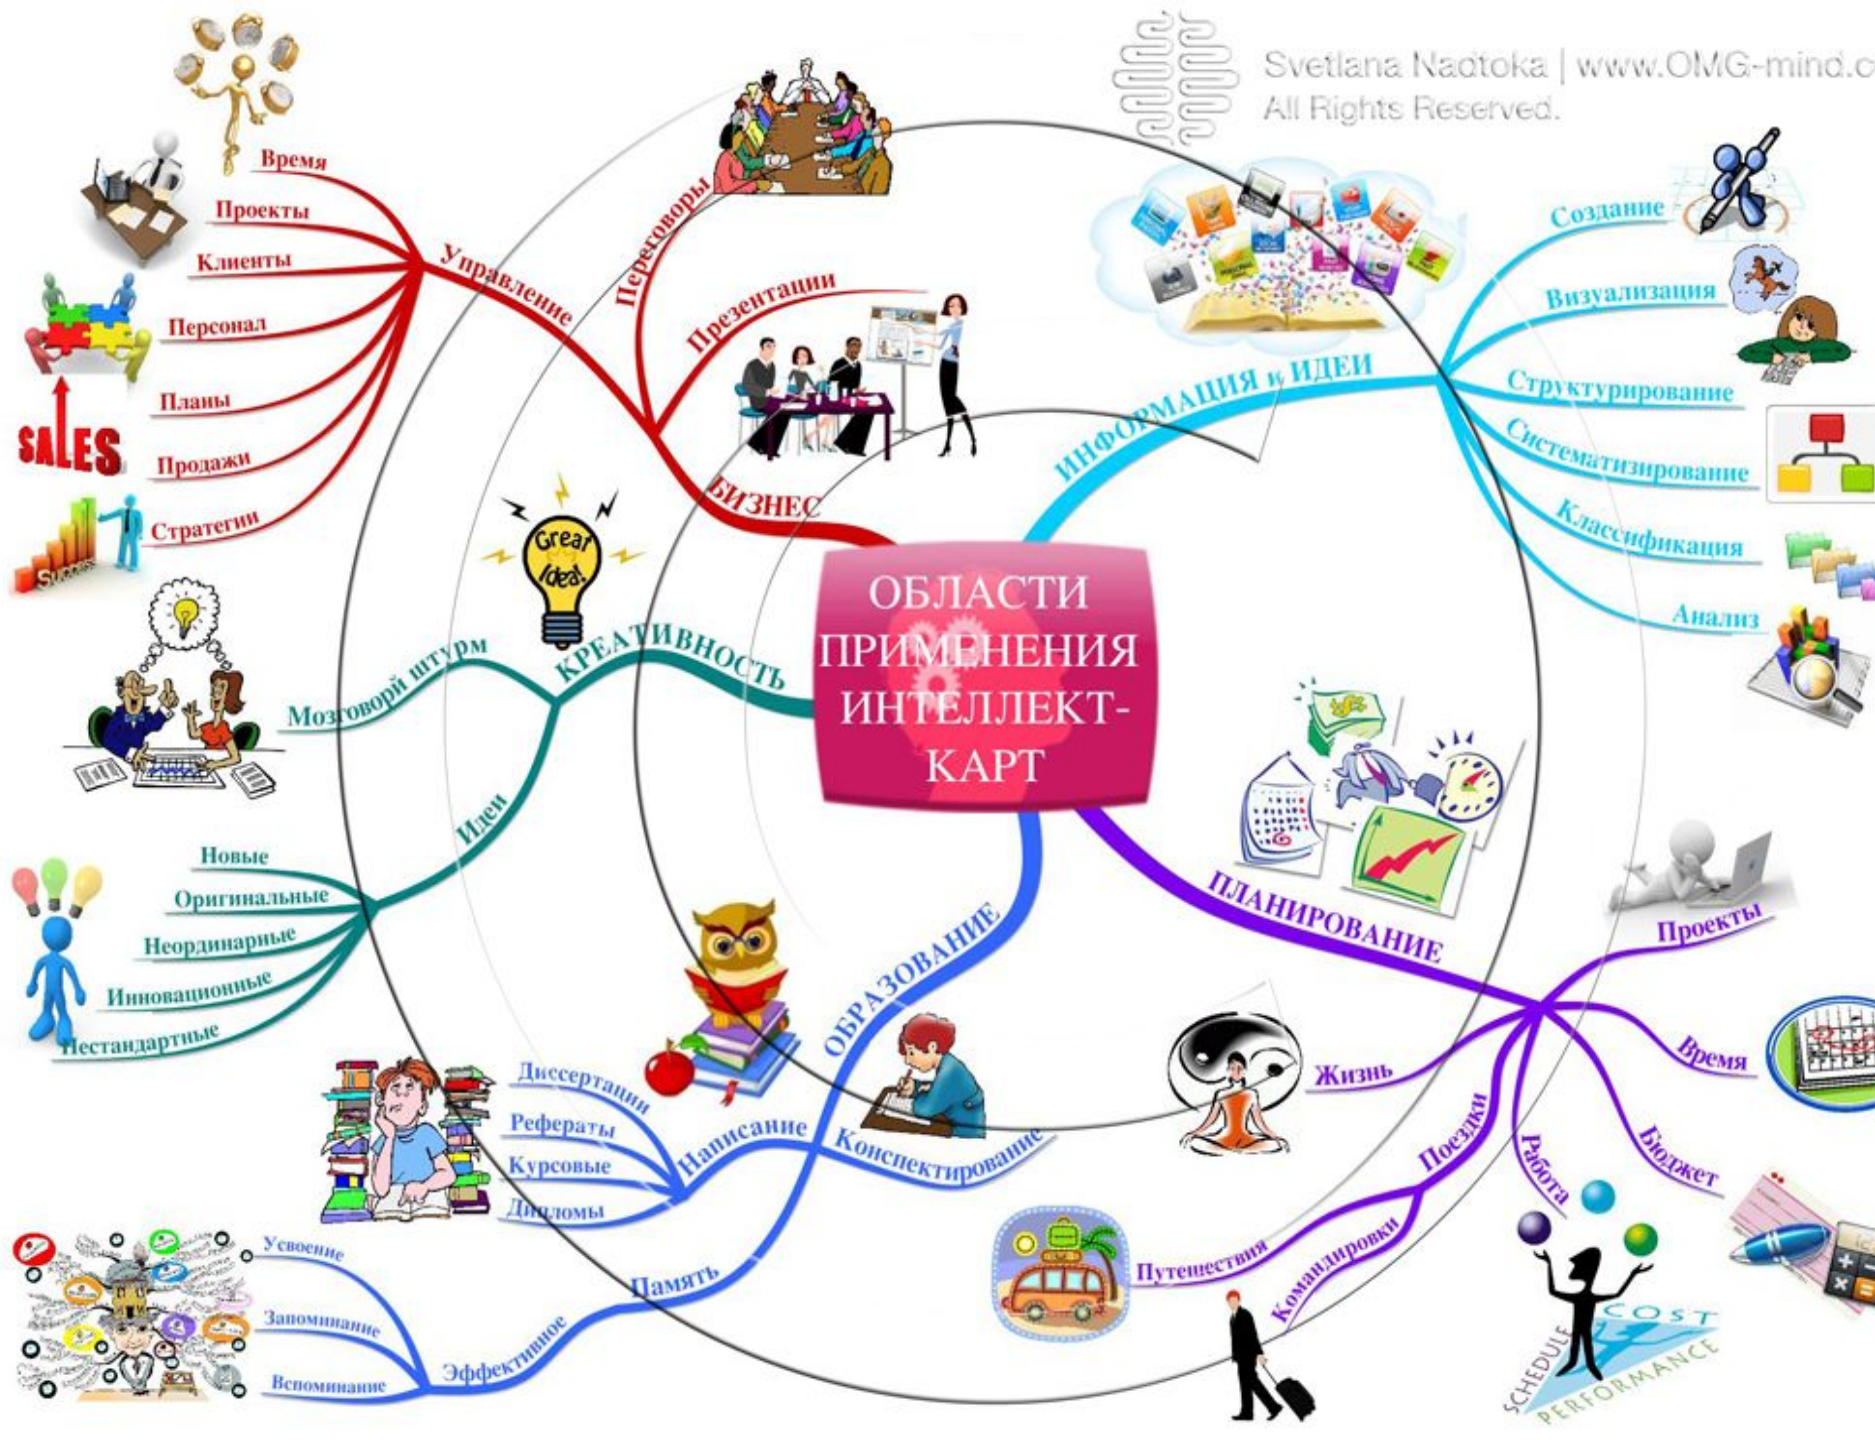 Svetlana Nadtoka | www.OMG-mind.c
All Rights Reserved.
ОБЛАСТИ
ПРИМЕНЕНИЯ
ИНТЕЛЛЕКТ-
КАРТ
ИНФОРМАЦИЯ и ИДЕИ
Создание
Визуализация
Структурирование
Систематизирование
Классификация
Анализ
ПЛАНИРОВАНИЕ
Проекты
Время
Бюджет
Работа
Поездки
Командировки
Путешествия
Жизнь
SCHEDULE
COST
PERFORMANCE
ОБРАЗОВАНИЕ
Конспектирование
Написание
Диссертации
Рефераты
Курсовые
Дипломы
Память
Эффективное
Усвоение
Запоминание
Вспоминание
КРЕАТИВНОСТЬ
Great
Idea!
Мозговорй штурм
Идеи
Новые
Оригинальные
Неординарные
Инновационные
Нестандартные
БИЗНЕС
Презентации
Переговоры
Управление
Время
Проекты
Клиенты
Персонал
Планы
Продажи
Стратегии
SALES
Success